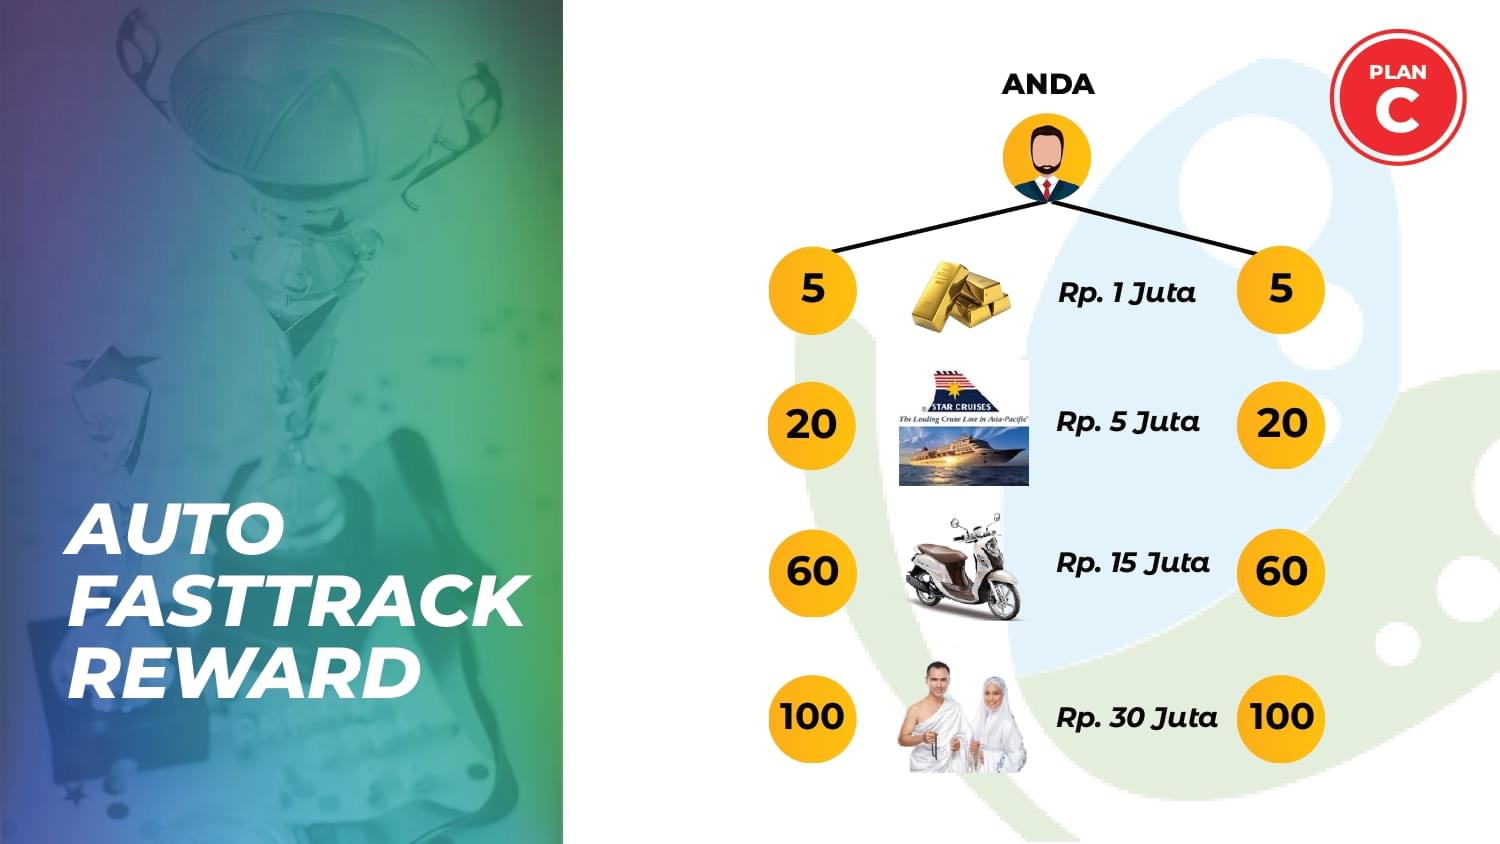 PLAN
C
ANDA
5
Rp. 1 Juta
5
STAR CRUISES
The Leading Cruise Line in Asia-Pacific
20
Rp. 5 Juta
20
60
Rp. 15 Juta
60
100
Rp. 30 Juta
100
AUTO
FASTTRACK
REWARD